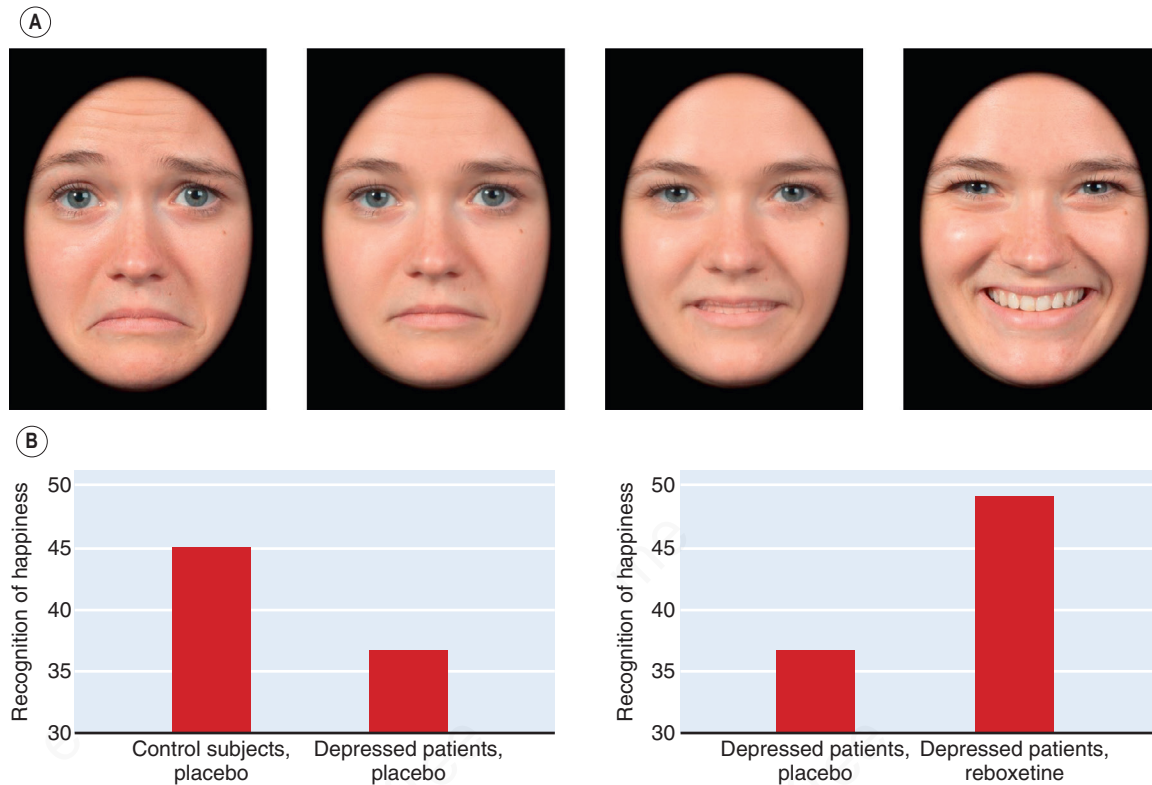 A
B
Recognition of happiness
50
45
40
35
30
Control subjects,
placebo
Depressed patients,
placebo
Recognition of happiness
50
45
40
35
30
Depressed patients,
placebo
Depressed patients,
reboxetine